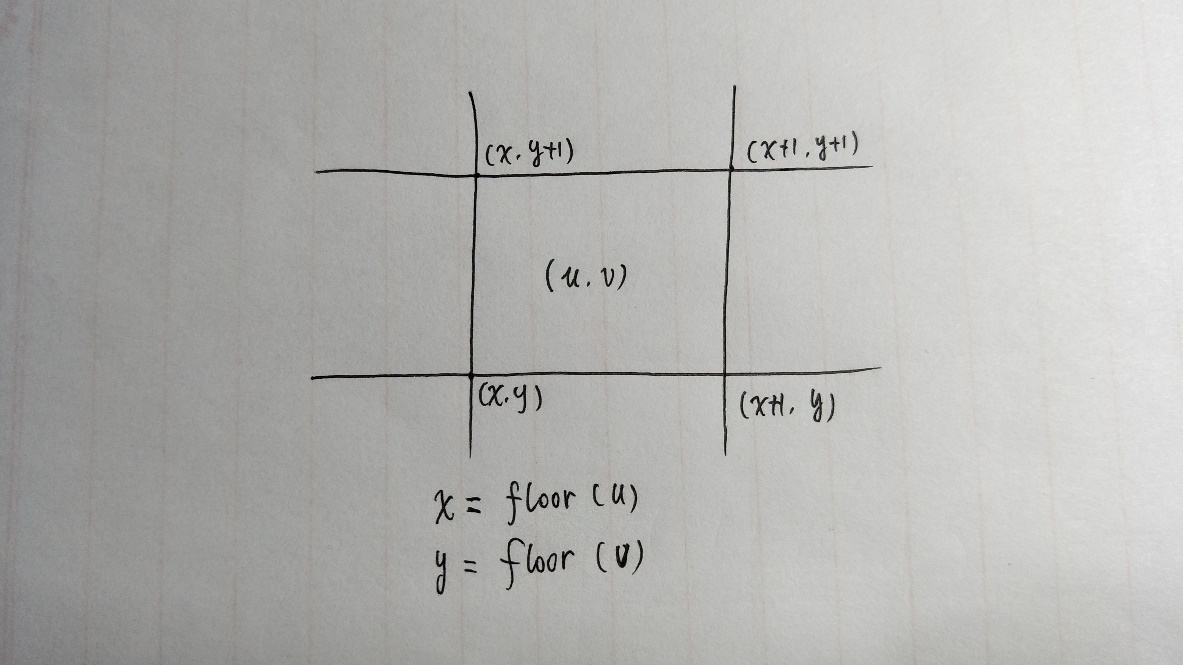 (x, y+1) (x+1, y+1)
(u, v)
(x, y) (x+1, y)
x = floor (u)
y = floor (v)